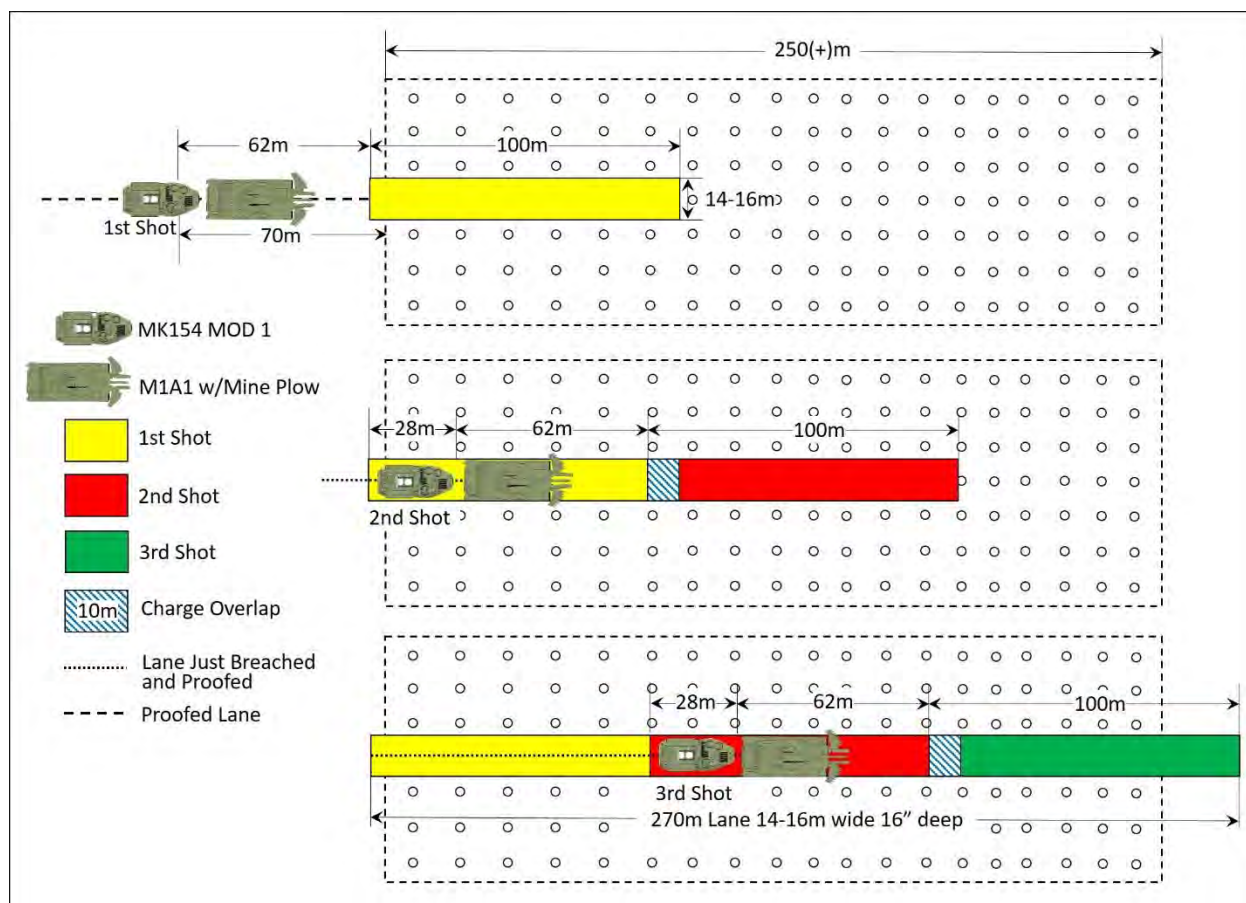 250(+)m
62m
100m
14-16m
1st Shot
70m
MK154 MOD 1
M1A1 w/Mine Plow
1st Shot
2nd Shot
3rd Shot
10m Charge Overlap
Lane Just Breached
and Proofed
Proofed Lane
28m
62m
100m
2nd Shot
28m
62m
100m
3rd Shot
270m Lane 14-16m wide 16” deep